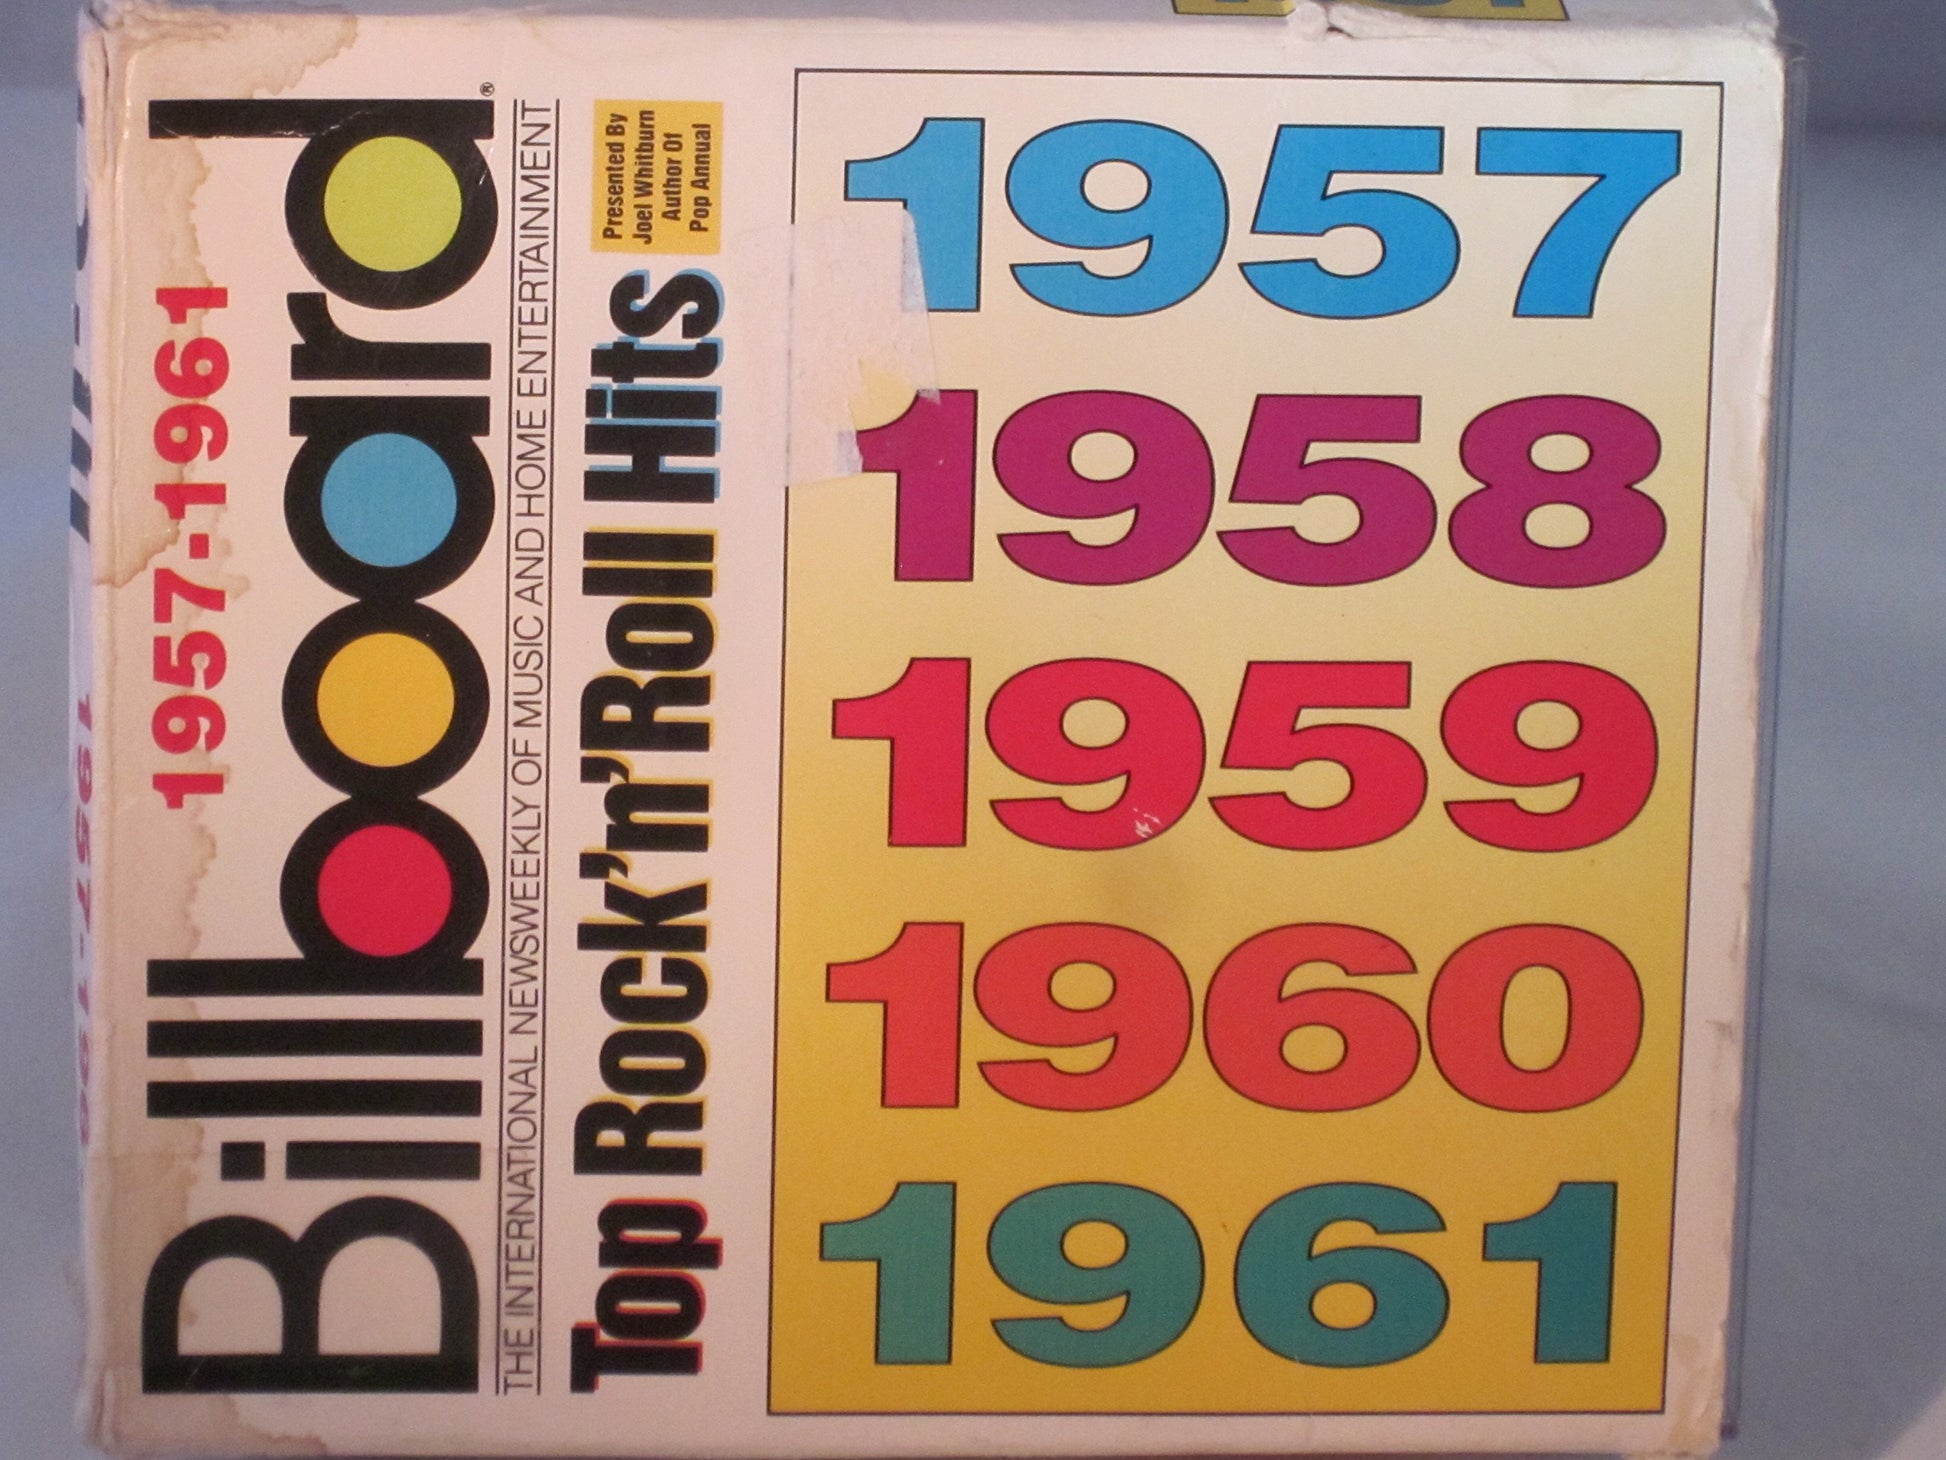 1957-1961
Billboard®
THE INTERNATIONAL NEWSWEEKLY OF MUSIC AND HOME ENTERTAINMENT
Top Rock'n'Roll Hits
Presented By
Joel Whitburn
Author Of
Pop Annual
1957
1958
1959
1960
1961